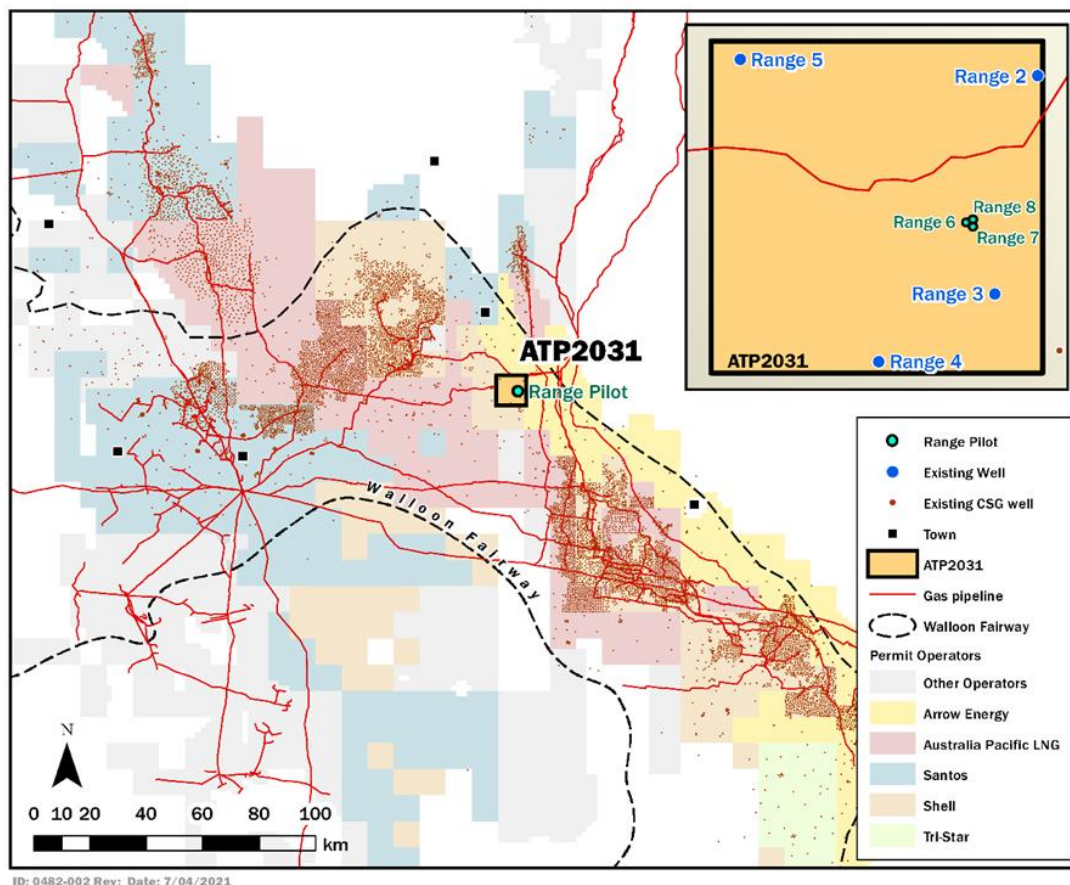 Range 5
Range 2
Range 8
Range 6
Range 7
Range 3
ATP2031
Range 4
ATP2031
Range Pilot
Walloon Fairway
Range Pilot
Existing Well
Existing CSG well
Town
ATP2031
Gas pipeline
Walloon Fairway
Permit Operators
Other Operators
Arrow Energy
Australia Pacific LNG
Santos
Shell
Tri-Star
N
0 20 40 60 80 100
km
ID: 0482-002 Rev: Date: 7/04/2021